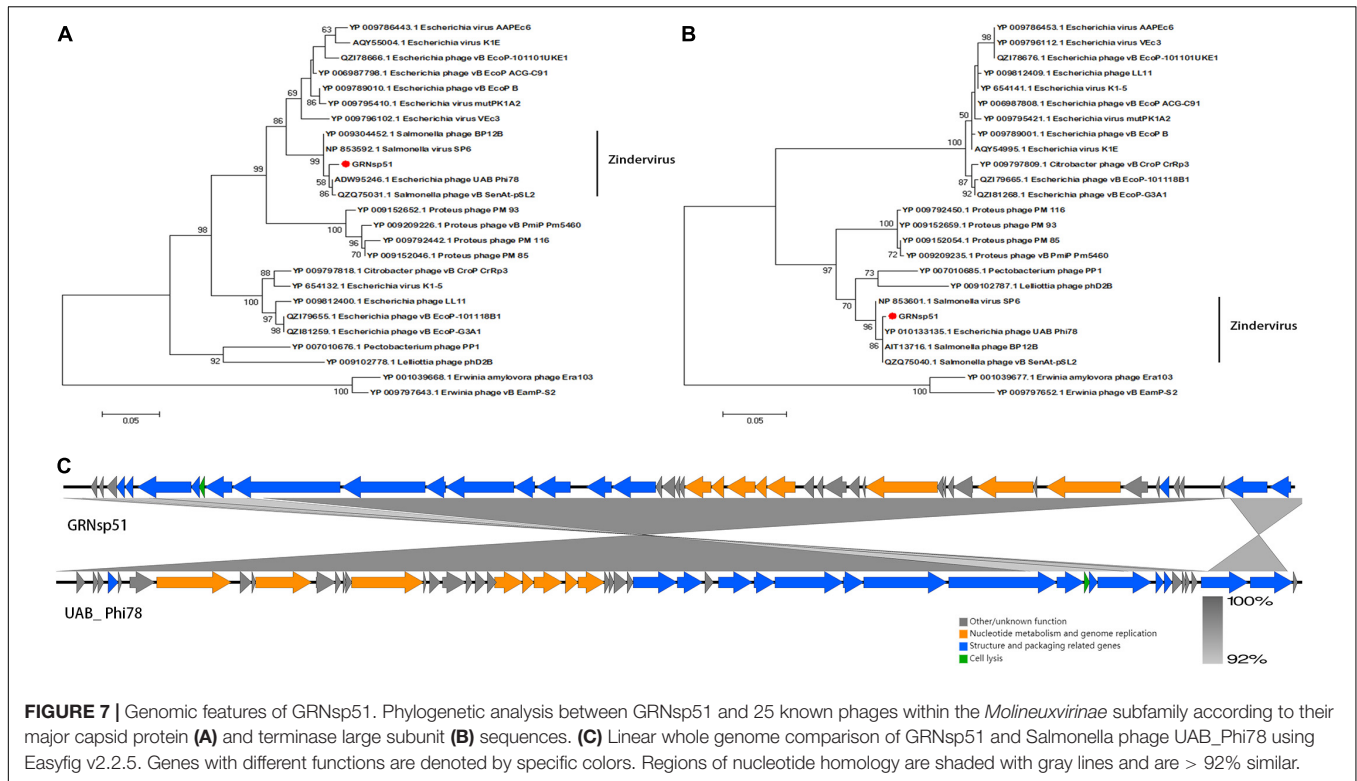 A
63
YP 009786443.1 Escherichia virus AAPEc6
AQY55004.1 Escherichia virus K1E
QZI78666.1 Escherichia phage vB EcoP-101101UKE1
YP 006987798.1 Escherichia phage vB EcoP ACG-C91
69
YP 009789010.1 Escherichia phage vB EcoP B
86
YP 009795410.1 Escherichia virus mutPK1A2
86
YP 009796102.1 Escherichia virus VEc3
YP 009304452.1 Salmonella phage BP12B
NP 853592.1 Salmonella virus SP6
99
GRNsp51
99
58
ADW95246.1 Escherichia phage UAB Phi78
86
QZQ75031.1 Salmonella phage vB SenAt-pSL2
Zindervirus
YP 009152652.1 Proteus phage PM 93
100
YP 009209226.1 Proteus phage vB PmiP Pm5460
98
96
YP 009792442.1 Proteus phage PM 116
70
YP 009152046.1 Proteus phage PM 85
88
YP 009797818.1 Citrobacter phage vB CroP CrRp3
YP 654132.1 Escherichia virus K1-5
100
YP 009812400.1 Escherichia phage LL11
97
QZI79655.1 Escherichia phage vB EcoP-101118B1
98
QZI81259.1 Escherichia phage vB EcoP-G3A1
YP 007010676.1 Pectobacterium phage PP1
92
YP 009102778.1 Lelliottia phage phD2B
YP 001039668.1 Erwinia amylovora phage Era103
100
YP 009797643.1 Erwinia phage vB EamP-S2
0.05
B
YP 009786453.1 Escherichia virus AAPEc6
98
YP 009796112.1 Escherichia virus VEc3
QZI78676.1 Escherichia phage vB EcoP-101101UKE1
YP 009812409.1 Escherichia phage LL11
YP 654141.1 Escherichia virus K1-5
YP 006987808.1 Escherichia phage vB EcoP ACG-C91
50
YP 009795421.1 Escherichia virus mutPK1A2
YP 009789001.1 Escherichia phage vB EcoP B
100
AQY54995.1 Escherichia virus K1E
YP 009797809.1 Citrobacter phage vB CroP CrRp3
87
QZI79665.1 Escherichia phage vB EcoP-101118B1
92
QZI81268.1 Escherichia phage vB EcoP-G3A1
YP 009792450.1 Proteus phage PM 116
100
YP 009152659.1 Proteus phage PM 93
YP 009152054.1 Proteus phage PM 85
72
YP 009209235.1 Proteus phage vB PmiP Pm5460
97
73
YP 007010685.1 Pectobacterium phage PP1
YP 009102787.1 Lelliottia phage phD2B
70
NP 853601.1 Salmonella virus SP6
GRNsp51
96
YP 010133135.1 Escherichia phage UAB Phi78
86
AIT13716.1 Salmonella phage BP12B
QZQ75040.1 Salmonella phage vB SenAt-pSL2
Zindervirus
YP 001039677.1 Erwinia amylovora phage Era103
100
YP 009797652.1 Erwinia phage vB EamP-S2
0.05
C
GRNsp51
UAB_ Phi78
Other/unknown function
Nucleotide metabolism and genome replication
Structure and packaging related genes
Cell lysis
100%
92%
FIGURE 7 | Genomic features of GRNsp51. Phylogenetic analysis between GRNsp51 and 25 known phages within the Molineuxvirinae subfamily according to their
major capsid protein (A) and terminase large subunit (B) sequences. (C) Linear whole genome comparison of GRNsp51 and Salmonella phage UAB_Phi78 using
Easyfig v2.2.5. Genes with different functions are denoted by specific colors. Regions of nucleotide homology are shaded with gray lines and are > 92% similar.